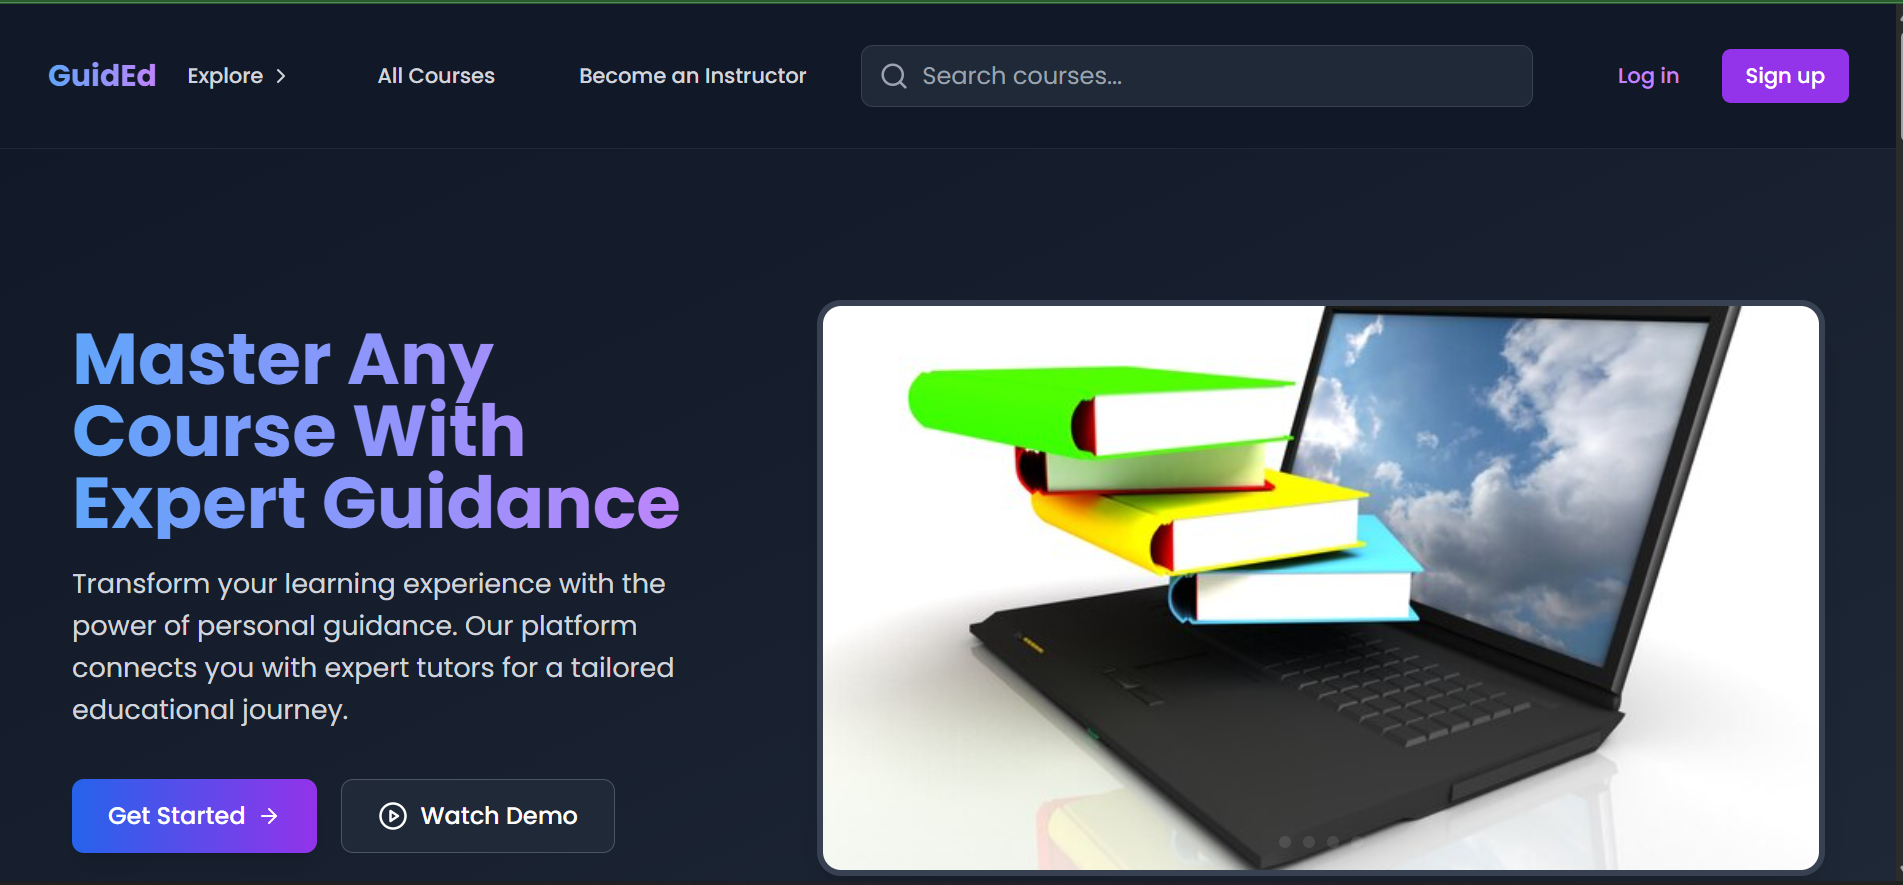 GuidEd
Explore
All Courses
Become an Instructor
Search courses...
Log in
Sign up
Master Any
Course With
Expert Guidance
Transform your learning experience with the
power of personal guidance. Our platform
connects you with expert tutors for a tailored
educational journey.
Get Started
Watch Demo